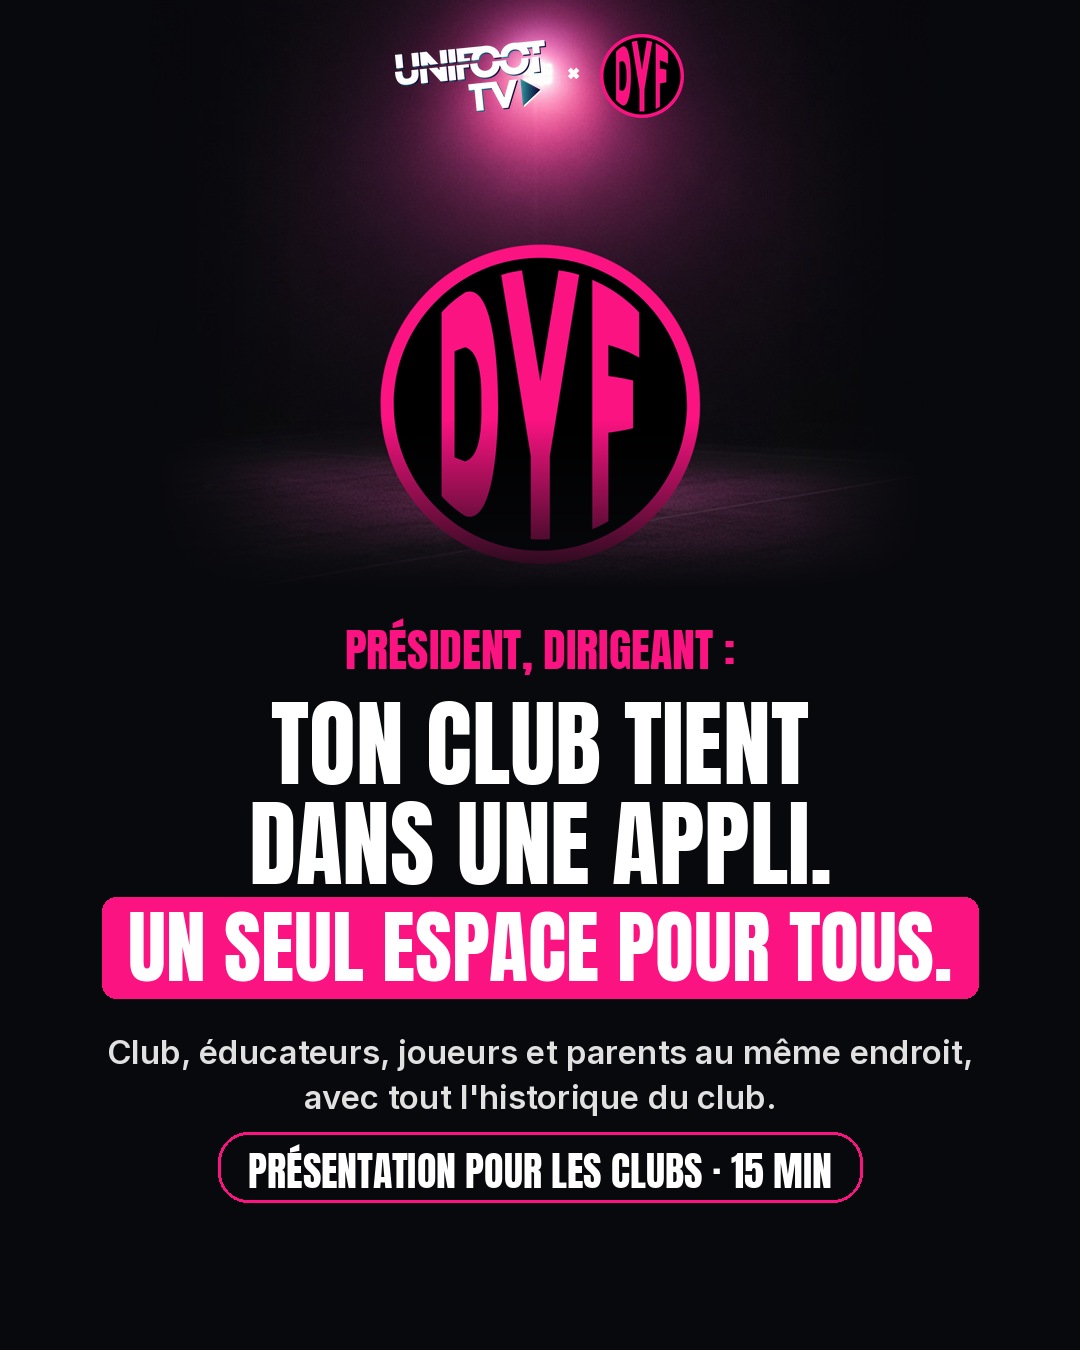 UNIFOOT
TV
×
DYF
DYF
PRÉSIDENT, DIRIGEANT :
TON CLUB TIENT
DANS UNE APPLI.
UN SEUL ESPACE POUR TOUS.
Club, éducateurs, joueurs et parents au même endroit,
avec tout l'historique du club.
PRÉSENTATION POUR LES CLUBS · 15 MIN